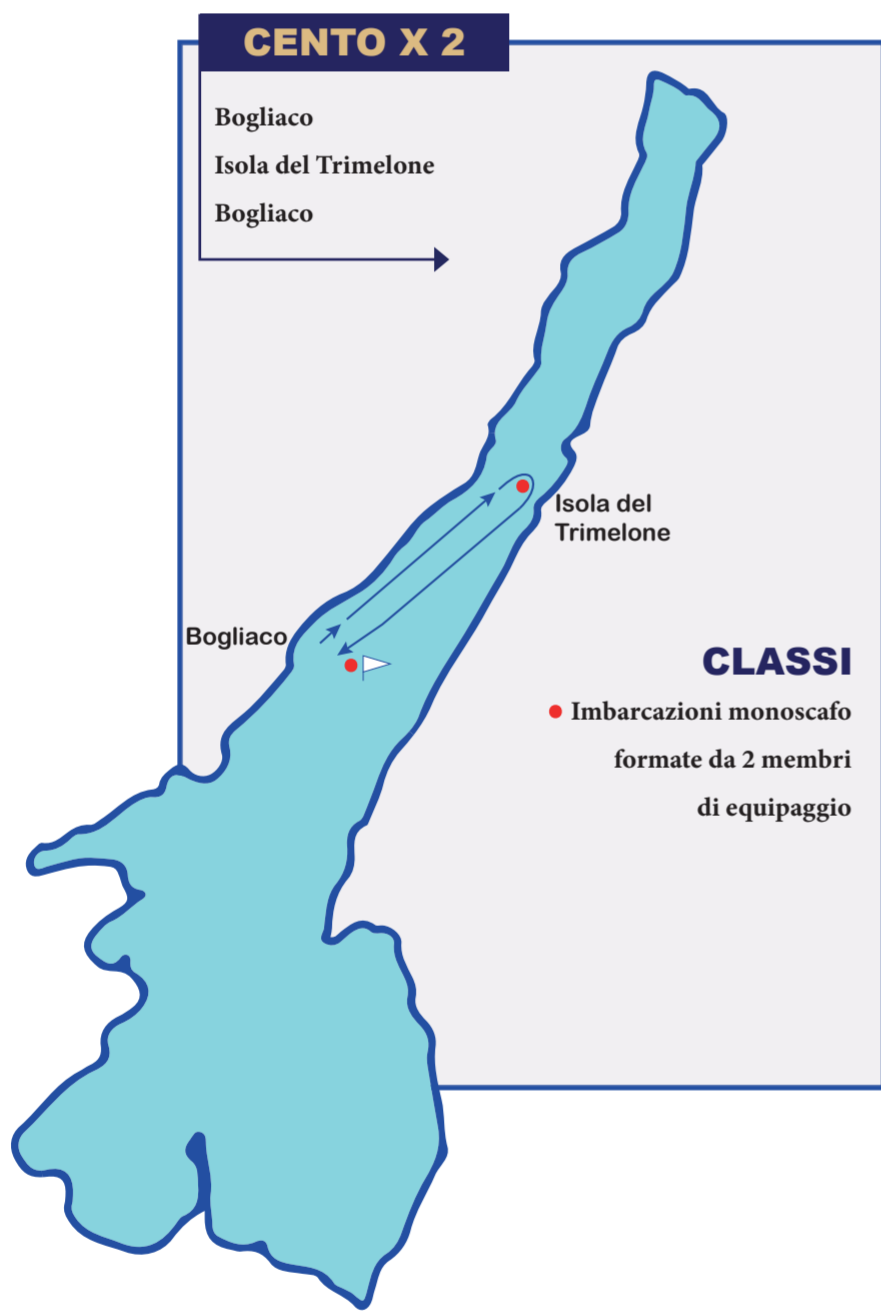 CENTO X 2
Bogliaco
Isola del Trimelone
Bogliaco
Isola del
Trimelone
Bogliaco
CLASSI
Imbarcazioni monoscafo
formate da 2 membri
di equipaggio